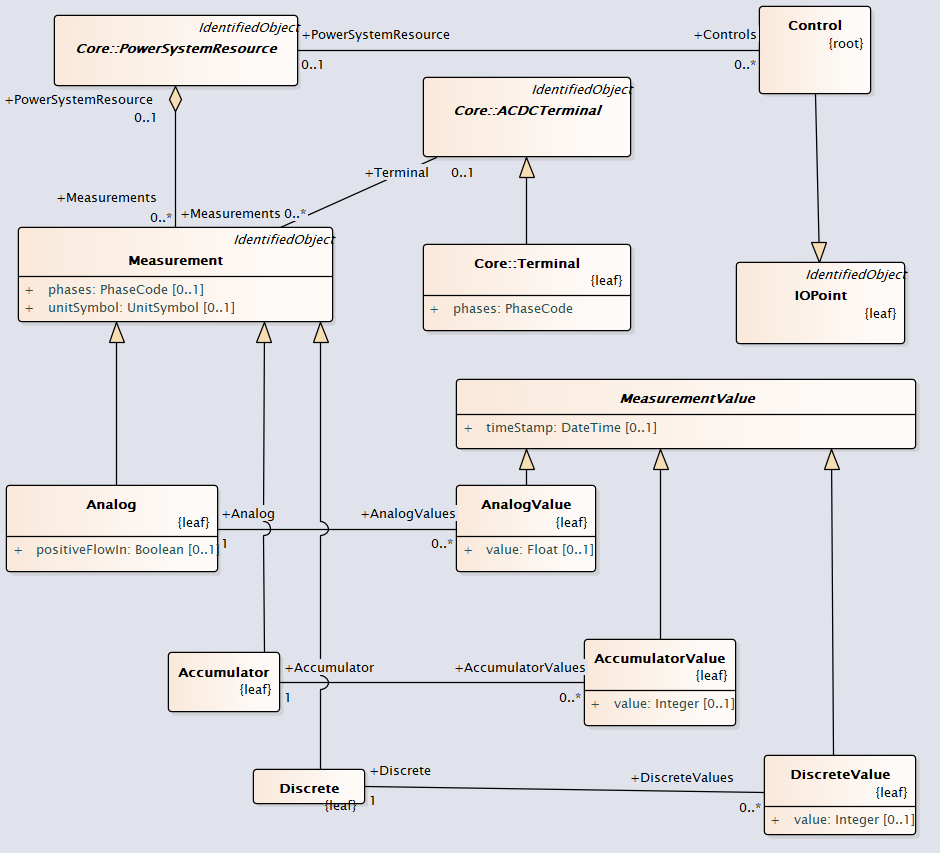 IdentifiedObject
Core::PowerSystemResource
+PowerSystemResource
0..1
+Controls
0..*
Control
{root}
+PowerSystemResource
0..1
IdentifiedObject
Core::ACDCTerminal
+Terminal
0..1
+Measurements
0..*
+Measurements 0..*
IdentifiedObject
Measurement
+ phases: PhaseCode [0..1]
+ unitSymbol: UnitSymbol [0..1]
Core::Terminal
{leaf}
+ phases: PhaseCode
IdentifiedObject
IOPoint
{leaf}
MeasurementValue
+ timeStamp: DateTime [0..1]
Analog
{leaf}
+ positiveFlowIn: Boolean [0..1]
+Analog
1
+AnalogValues
0..*
AnalogValue
{leaf}
+ value: Float [0..1]
Accumulator
{leaf}
+Accumulator
1
+AccumulatorValues
0..*
AccumulatorValue
{leaf}
+ value: Integer [0..1]
Discrete
{leaf}
+Discrete
1
+DiscreteValues
0..*
DiscreteValue
{leaf}
+ value: Integer [0..1]